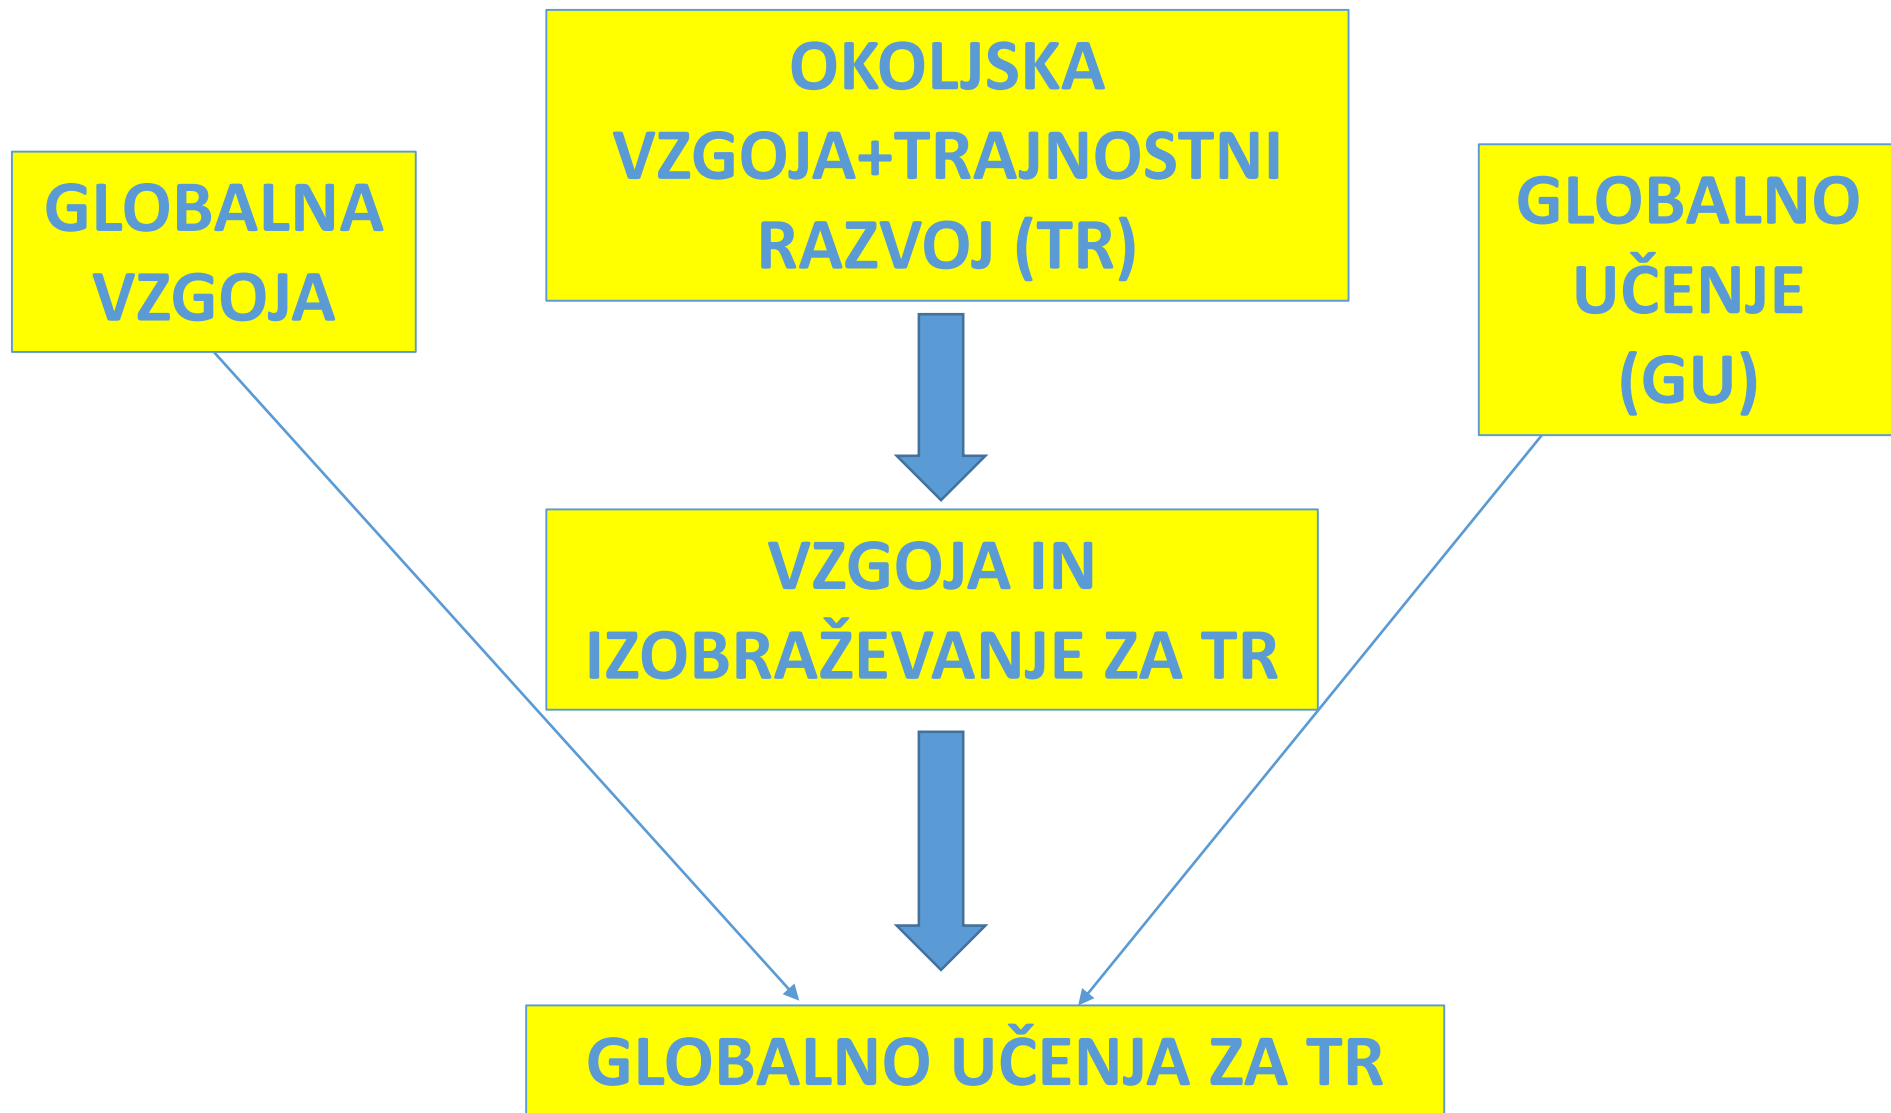 OKOLJSKA
VZGOJA+TRAJNOSTNI
RAZVOJ (TR)
GLOBALNA
VZGOJA
GLOBALNO
UČENJE
(GU)
VZGOJA IN
IZOBRAŽEVANJE ZA TR
GLOBALNO UČENJA ZA TR